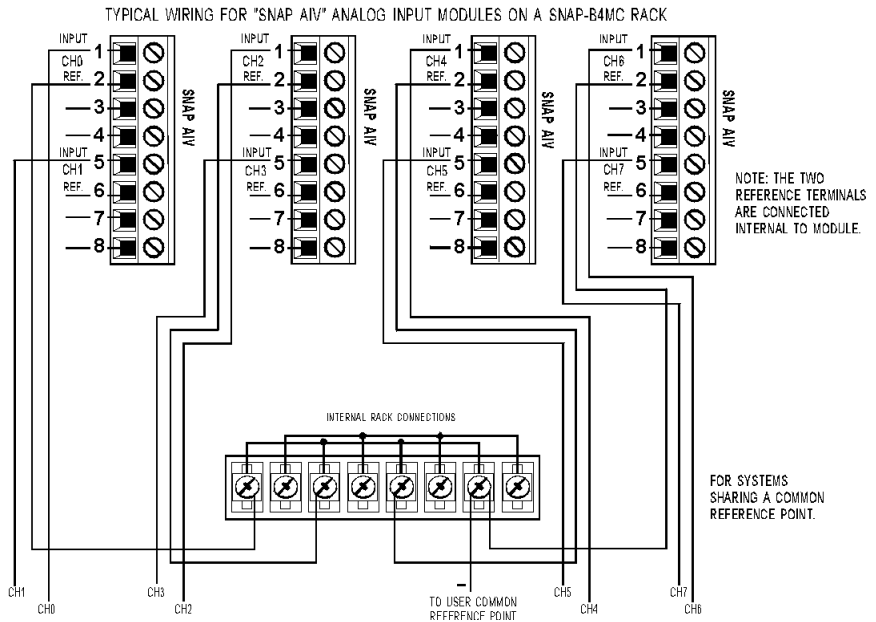 TYPICAL WIRING FOR "SNAP AIV" ANALOG INPUT MODULES ON A SNAP-B4MC RACK
INPUT 1
CH0
REF. 2
3
4
INPUT 5
CH1
REF. 6
7
8
SNAP AIV
INPUT 1
CH2
REF. 2
3
4
INPUT 5
CH3
REF. 6
7
8
SNAP AIV
INPUT 1
CH4
REF. 2
3
4
INPUT 5
CH5
REF. 6
7
8
SNAP AIV
INPUT 1
CH6
REF. 2
3
4
INPUT 5
CH7
REF. 6
7
8
SNAP AIV
NOTE: THE TWO
REFERENCE TERMINALS
ARE CONNECTED
INTERNAL TO MODULE.
INTERNAL RACK CONNECTIONS
FOR SYSTEMS
SHARING A COMMON
REFERENCE POINT.
CH1
CH0
CH3
CH2
–
TO USER COMMON
REFERENCE POINT
CH5
CH4
CH7
CH6